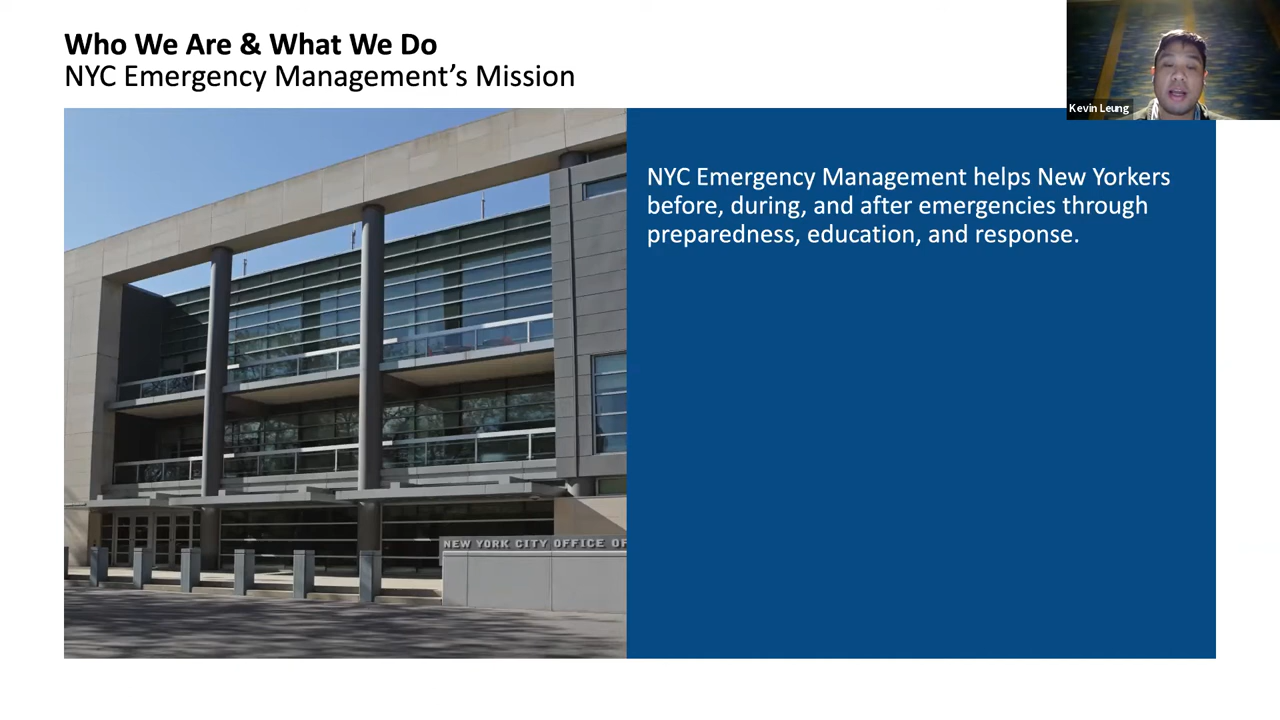 Who We Are & What We Do
NYC Emergency Management’s Mission
Kevin Leung
NYC Emergency Management helps New Yorkers
before, during, and after emergencies through
preparedness, education, and response.
NEW YORK CITY OFFICE OF